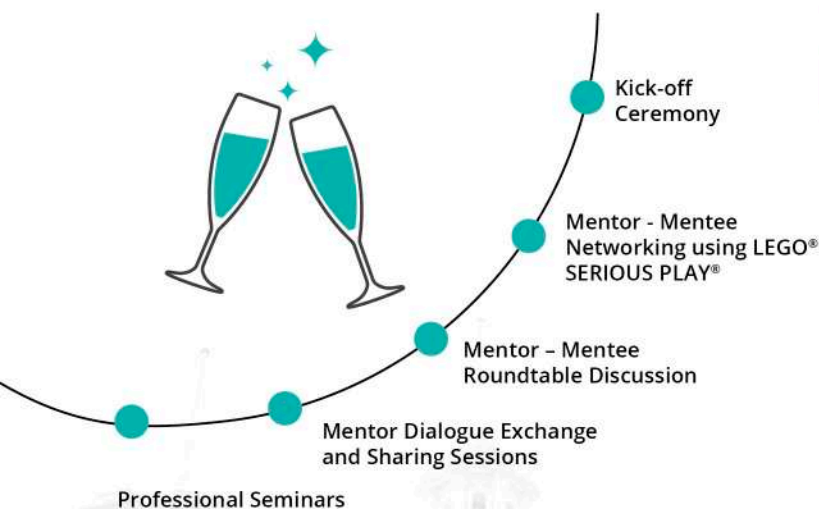 Kick-off
Ceremony
Mentor - Mentee
Networking using LEGO®
SERIOUS PLAY®
Mentor – Mentee
Roundtable Discussion
Mentor Dialogue Exchange
and Sharing Sessions
Professional Seminars